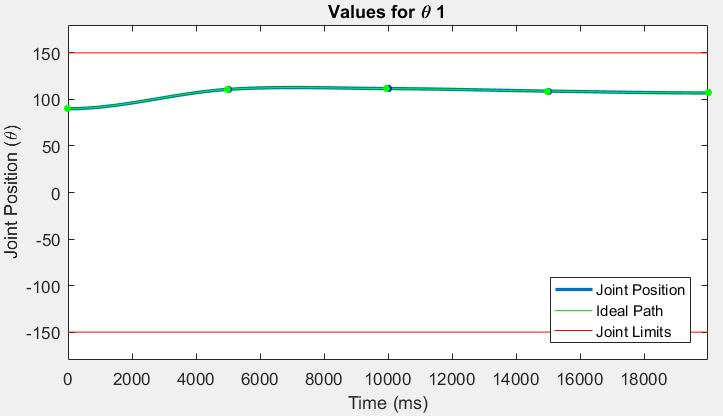 Values for θ 1
Joint Position (θ)
150
100
50
0
-50
-100
-150
Joint Position
Ideal Path
Joint Limits
0 2000 4000 6000 8000 10000 12000 14000 16000 18000
Time (ms)